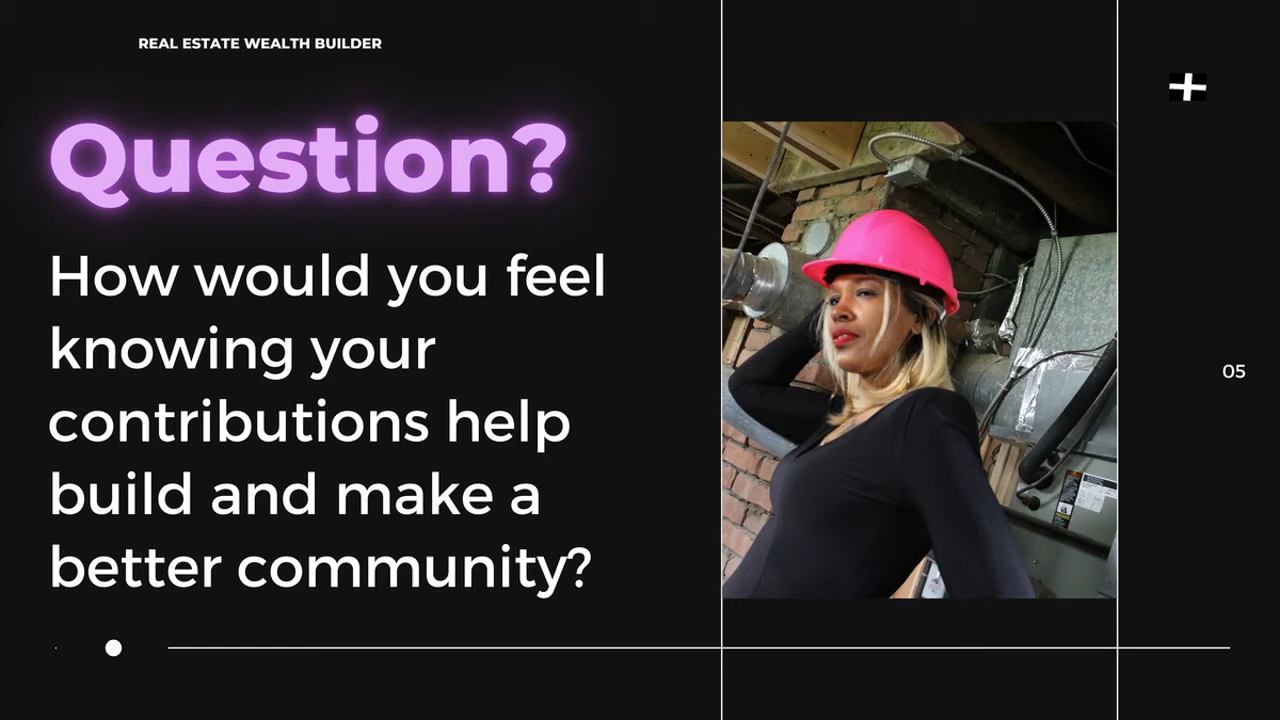 REAL ESTATE WEALTH BUILDER
Question?
How would you feel
knowing your
contributions help
build and make a
better community?
05